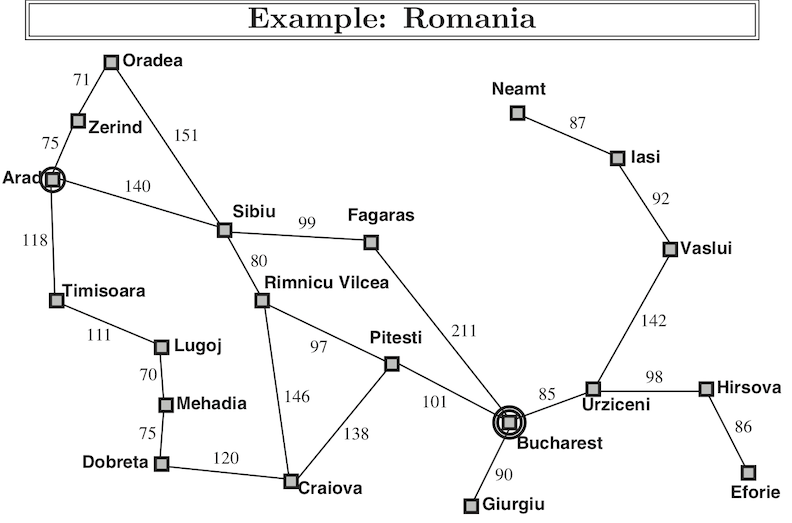 Example: Romania
Oradea
71
Neamt
Zerind
87
75
151
Iasi
Arad
140
92
Sibiu
Fagaras
99
118
Vaslui
80
Timisoara
Rimnicu Vilcea
142
111
Lugoj
97
Pitesti
211
70
146
98
Hirsova
85
Mehadia
101
Urziceni
138
86
75
Bucharest
120
Dobreta
90
Craiova
Eforie
Giurgiu